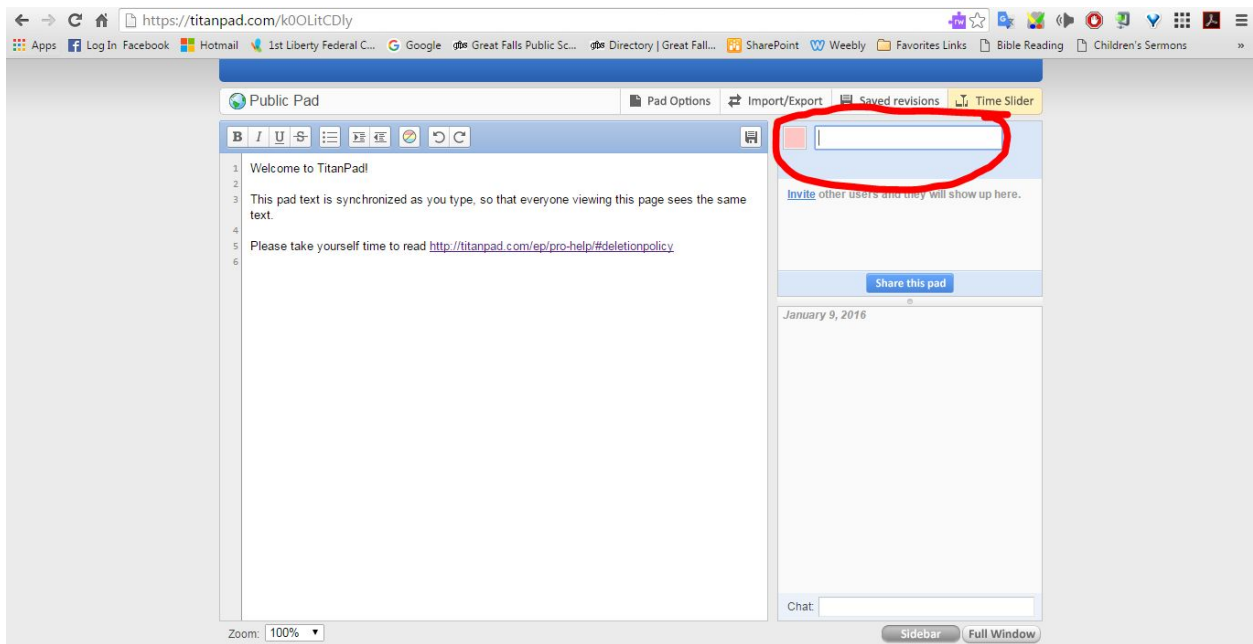 https://titanpad.com/k0OLitCDly
Apps Log In Facebook Hotmail 1st Liberty Federal C... Google gfps Great Falls Public Sc... gfps Directory | Great Fall... SharePoint Weebly Favorites Links Bible Reading Children's Sermons »
Public Pad Pad Options Import/Export Saved revisions Time Slider
B I U S
1 Welcome to TitanPad!
2
3 This pad text is synchronized as you type, so that everyone viewing this page sees the same
text.
4
5 Please take yourself time to read http://titanpad.com/ep/pro-help/#deletionpolicy
6
Invite other users and they will show up here.
Share this pad
January 9, 2016
Chat:
Zoom: 100% Sidebar Full Window